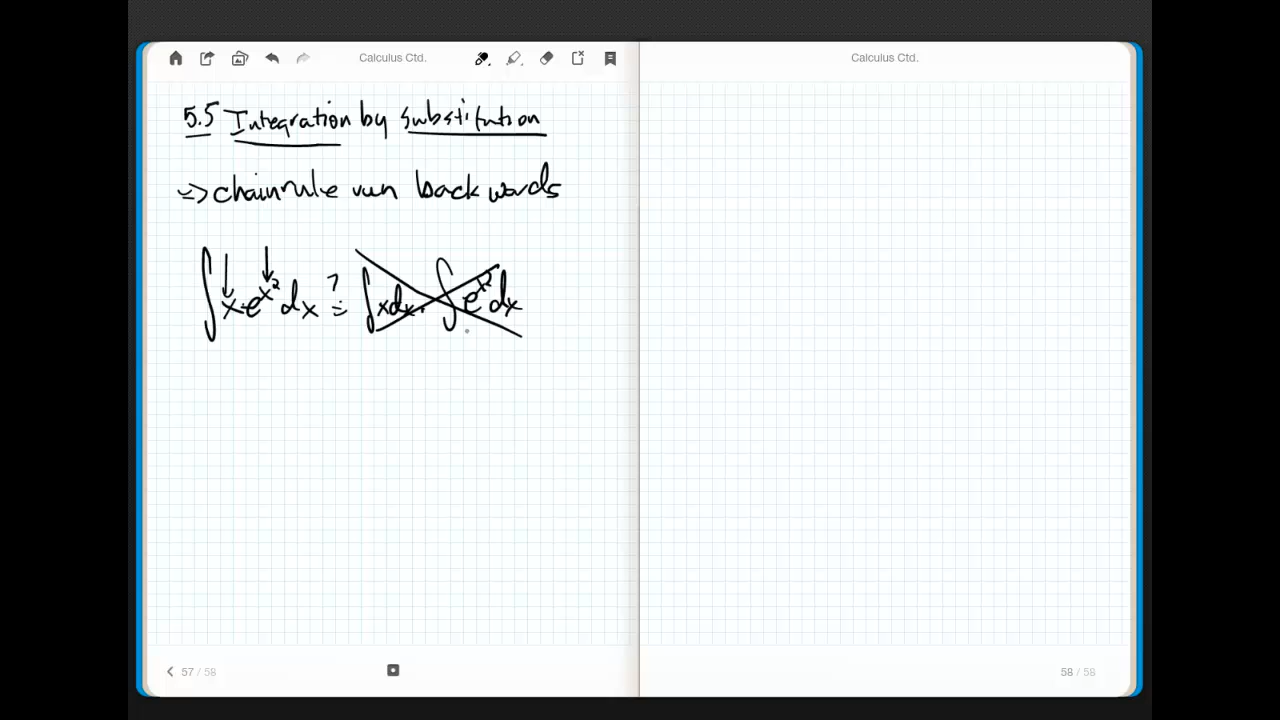 Calculus Ctd.
5.5 Integration by substitution
=> chainrule run backwards
∫ x·e^{x²} dx ?= ∫ x dx · ∫ e^{x²} dx
57 / 58
Calculus Ctd.
58 / 58